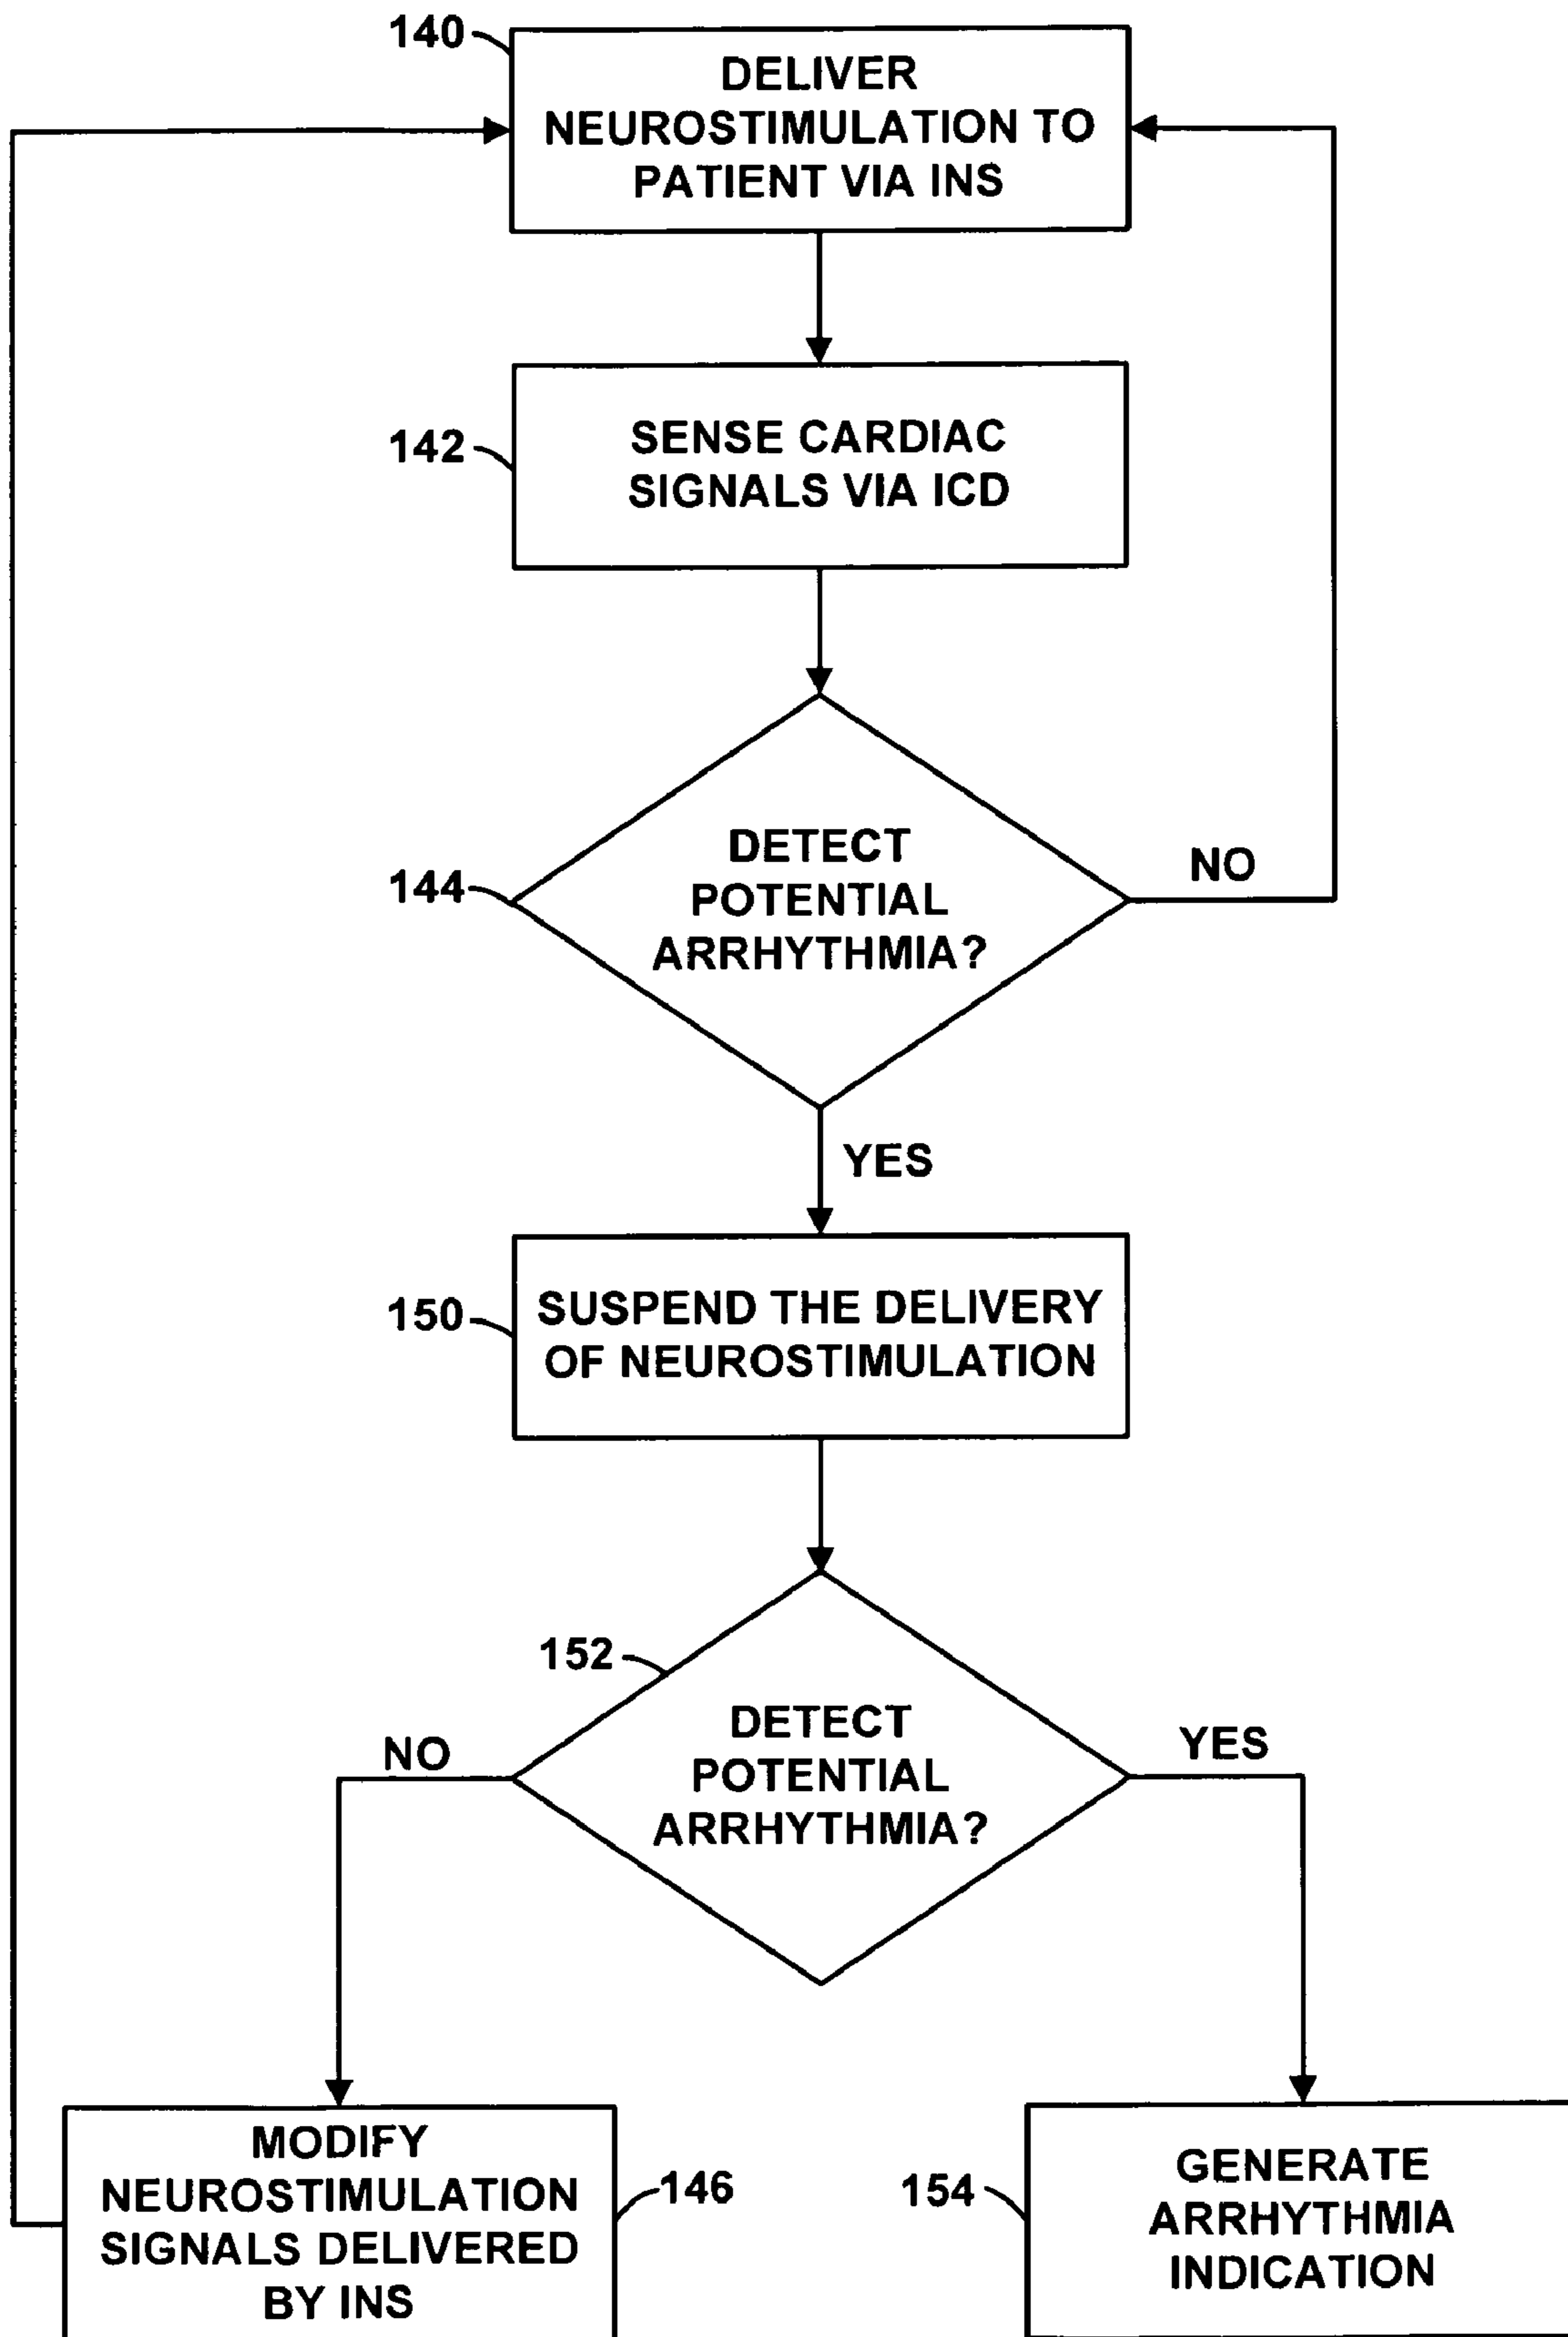 140
DELIVER
NEUROSTIMULATION TO
PATIENT VIA INS
142
SENSE CARDIAC
SIGNALS VIA ICD
144
DETECT
POTENTIAL
ARRHYTHMIA?
NO
YES
150
SUSPEND THE DELIVERY
OF NEUROSTIMULATION
152
DETECT
POTENTIAL
ARRHYTHMIA?
NO
YES
MODIFY
NEUROSTIMULATION
SIGNALS DELIVERED
BY INS
146
154
GENERATE
ARRHYTHMIA
INDICATION